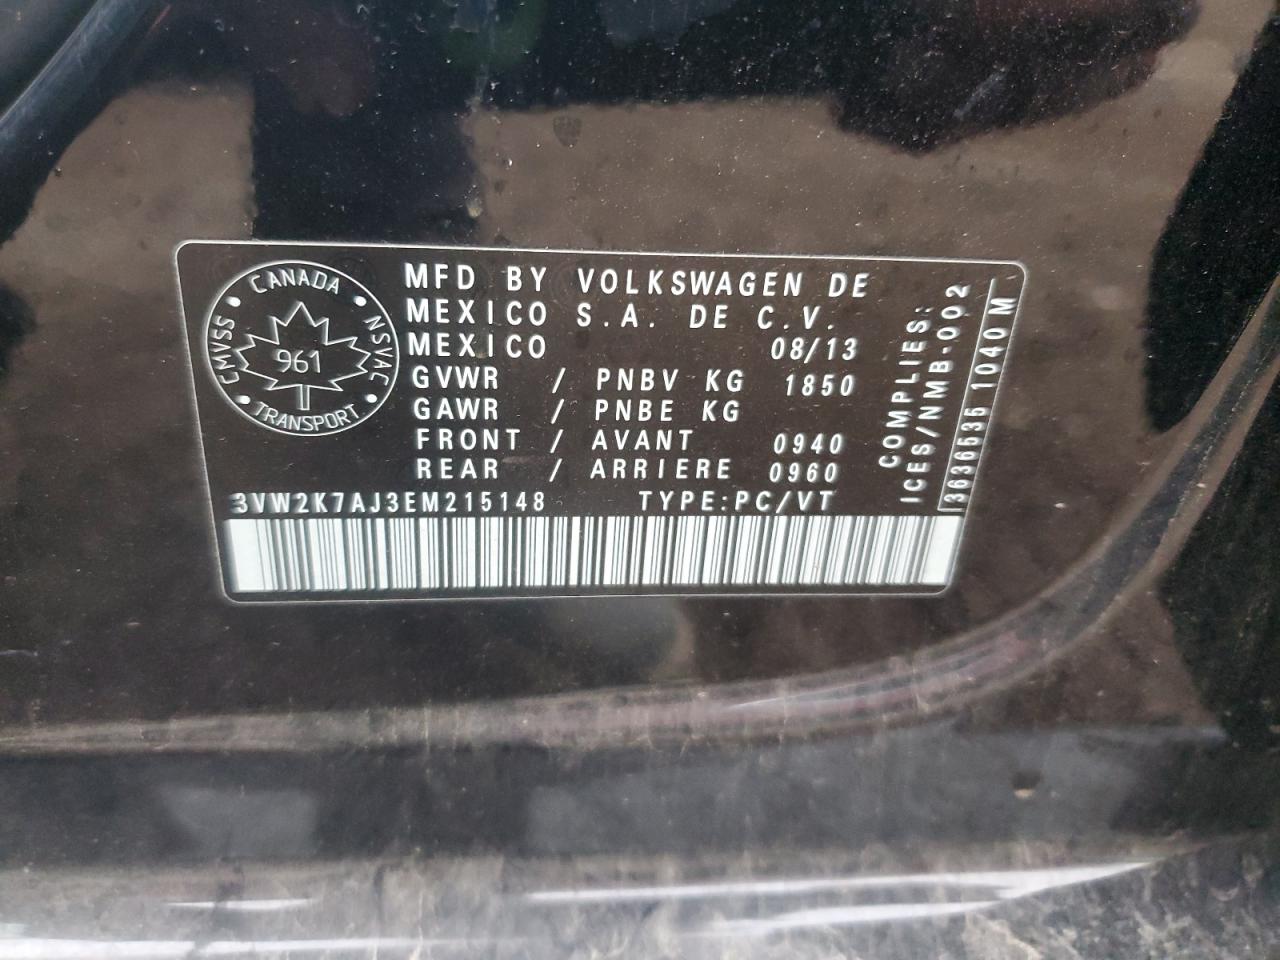 CANADA
CMVSS
NSVAC
961
TRANSPORT
MFD BY VOLKSWAGEN DE
MEXICO S.A. DE C.V.
MEXICO 08/13
GVWR / PNBV KG 1850
GAWR / PNBE KG
FRONT / AVANT 0940
REAR / ARRIERE 0960
3VW2K7AJ3EM215148 TYPE:PC/VT
COMPLIES:
ICES/NMB-002
3636535 1040 M